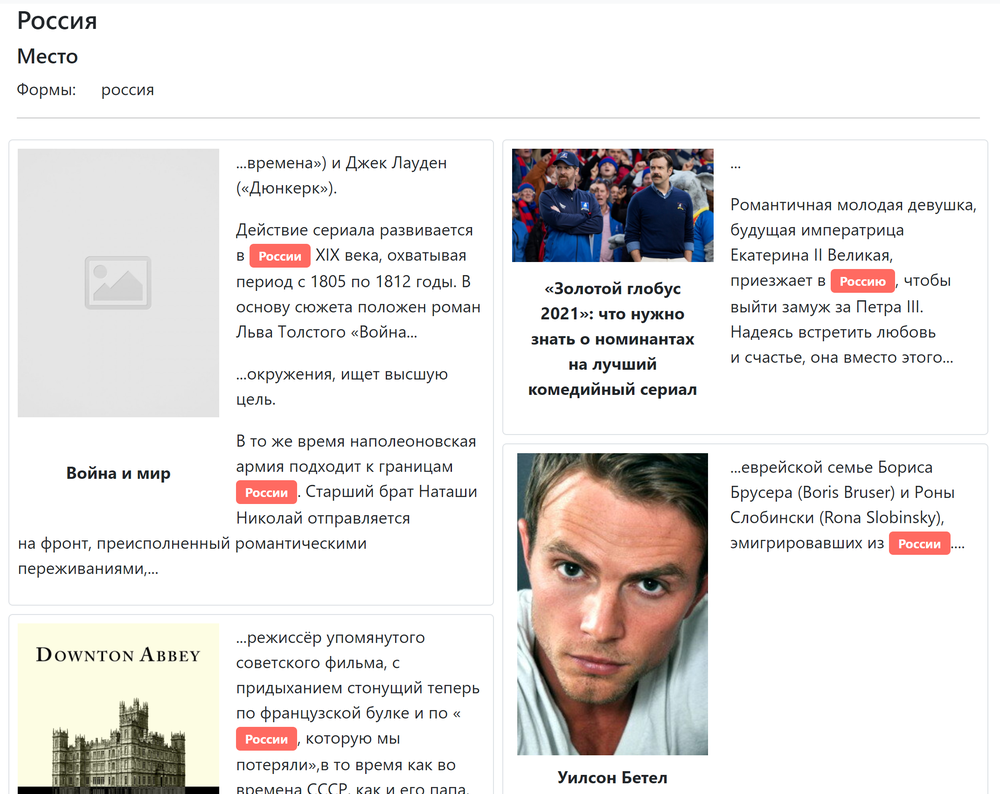 Россия
Место
Формы: россия
...времена») и Джек Лауден
(«Дюнкерк»).
Действие сериала развивается
в России XIX века, охватывая
период с 1805 по 1812 годы. В
основу сюжета положен роман
Льва Толстого «Война...
...окружения, ищет высшую
цель.
В то же время наполеоновская
армия подходит к границам
России. Старший брат Наташи
Николай отправляется
на фронт, преисполненный романтическими
переживаниями,...
Война и мир
DOWNTON ABBEY
...режиссёр упомянутого
советского фильма, с
придыханием стонущий теперь
по французской булке и по «
России, которую мы
потеряли»,в то время как во
времена СССР, как и его папа,
...
Романтичная молодая девушка,
будущая императрица
Екатерина II Великая,
приезжает в Россию, чтобы
выйти замуж за Петра III.
Надеясь встретить любовь
и счастье, она вместо этого...
«Золотой глобус
2021»: что нужно
знать о номинантах
на лучший
комедийный сериал
...еврейской семье Бориса
Брусера (Boris Bruser) и Роны
Слобински (Rona Slobinsky),
эмигрировавших из России....
Уилсон Бетел